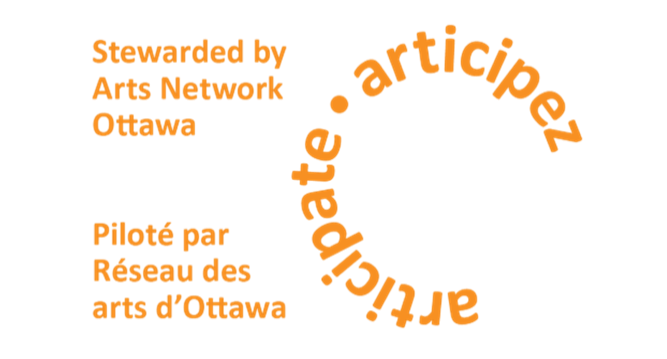 Stewarded by
Arts Network
Ottawa
Piloté par
Réseau des
arts d'Ottawa
articipate • articipez